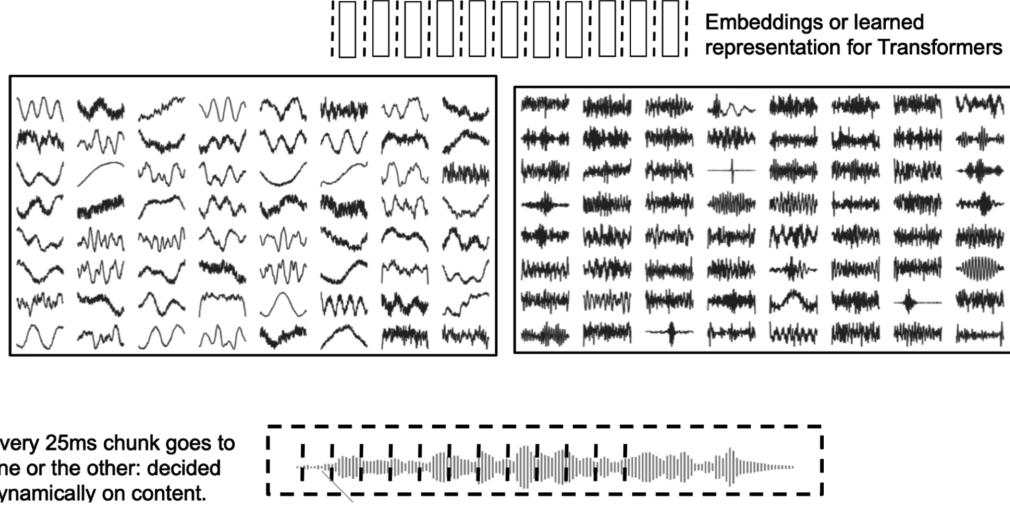 Embeddings or learned
representation for Transformers
very 25ms chunk goes to
ne or the other: decided
ynamically on content.